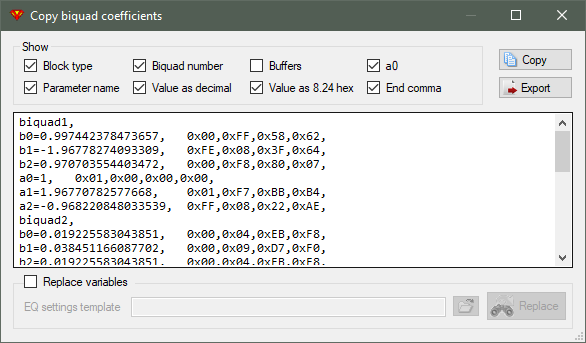 Copy biquad coefficients
Show
Block type Biquad number Buffers a0
Parameter name Value as decimal Value as 8.24 hex End comma
Copy
Export
biquad1,
b0=0.997442378473657, 0x00,0xFF,0x58,0x62,
b1=-1.96778274093309, 0xFE,0x08,0x3F,0x64,
b2=0.970703554403472, 0x00,0xF8,0x80,0x07,
a0=1, 0x01,0x00,0x00,0x00,
a1=1.96770782577668, 0x01,0xF7,0xBB,0xB4,
a2=-0.968220848033539, 0xFF,0x08,0x22,0xAE,
biquad2,
b0=0.019225583043851, 0x00,0x04,0xEB,0xF8,
b1=0.038451166087702, 0x00,0x09,0xD7,0xF0,
b2=0.019225583043851, 0x00,0x04,0xEB,0xF8,
Replace variables
EQ settings template
Replace